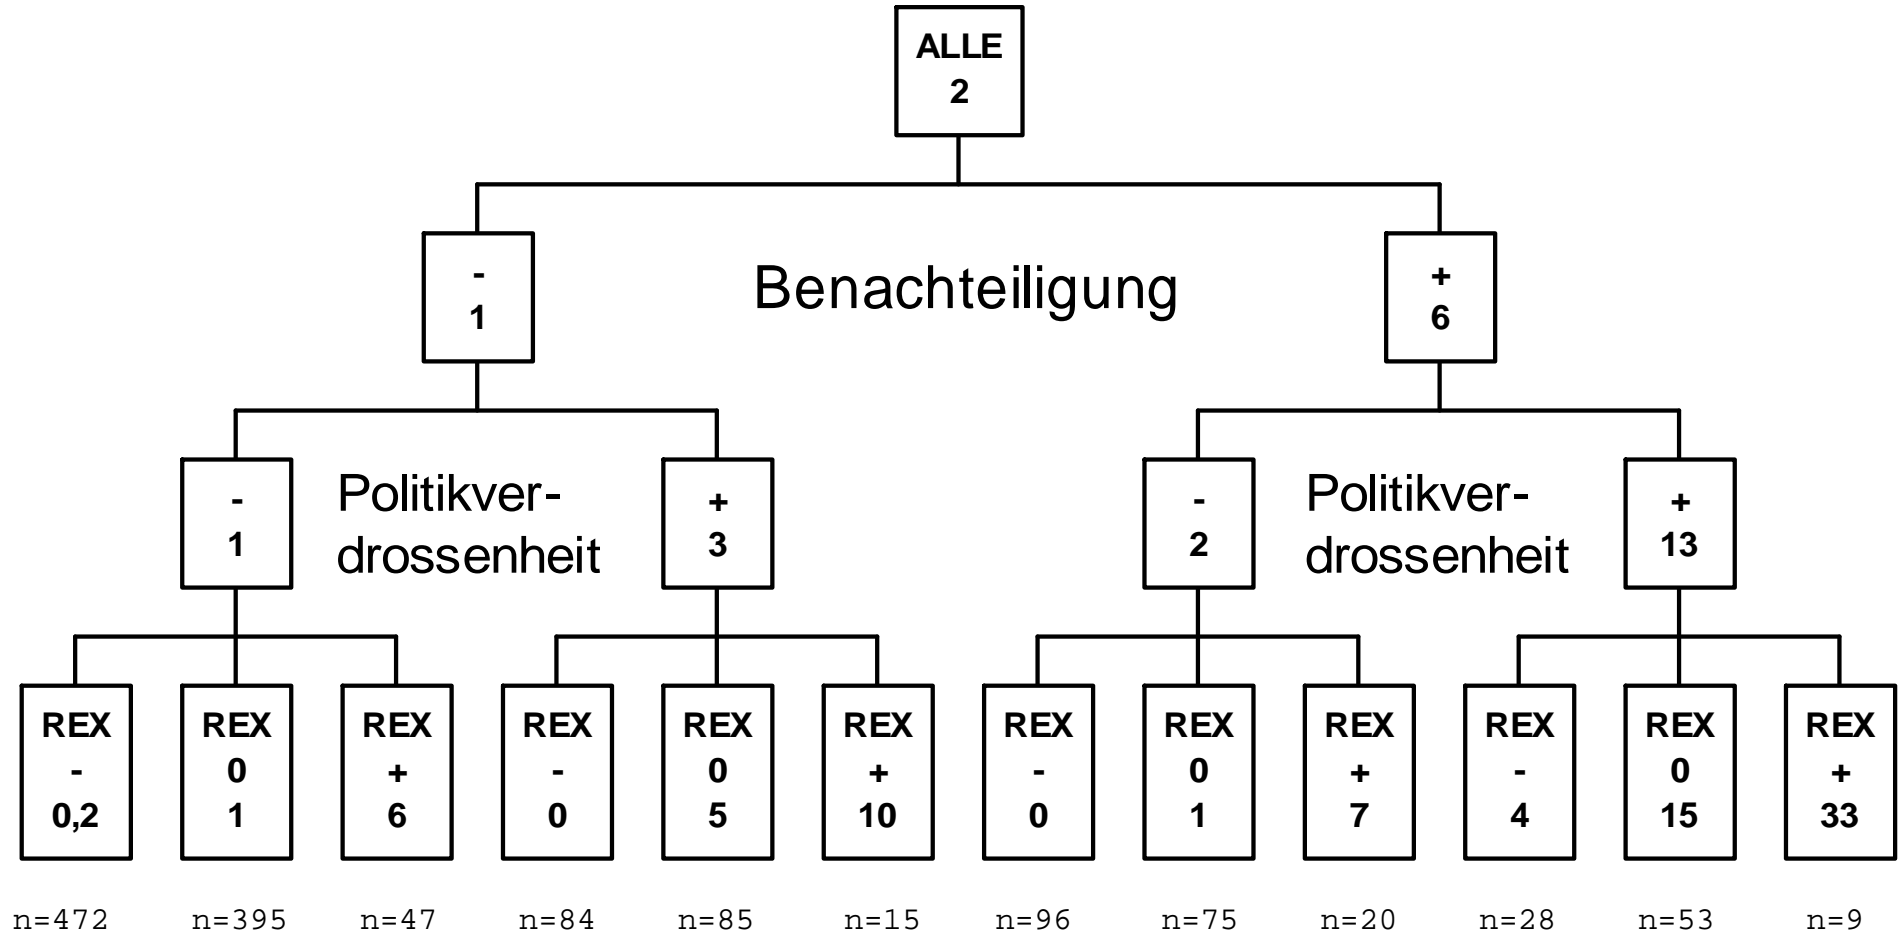 ALLE
2
-
1
Benachteiligung
+
6
-
1
Politikver-
drossenheit
+
3
-
2
Politikver-
drossenheit
+
13
REX
-
0,2
REX
0
1
REX
+
6
REX
-
0
REX
0
5
REX
+
10
REX
-
0
REX
0
1
REX
+
7
REX
-
4
REX
0
15
REX
+
33
n=472 n=395 n=47 n=84 n=85 n=15 n=96 n=75 n=20 n=28 n=53 n=9